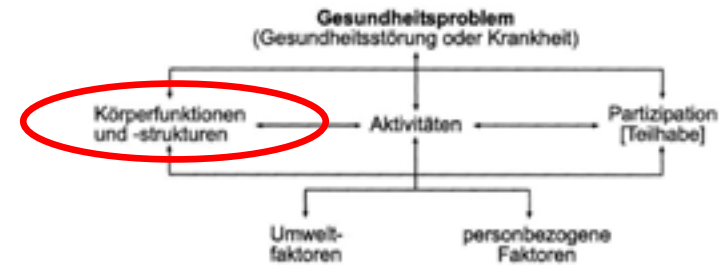 Gesundheitsproblem
(Gesundheitsstörung oder Krankheit)
Körperfunktionen
und -strukturen
Aktivitäten
Partizipation
[Teilhabe]
Umwelt-
faktoren
personbezogene
Faktoren